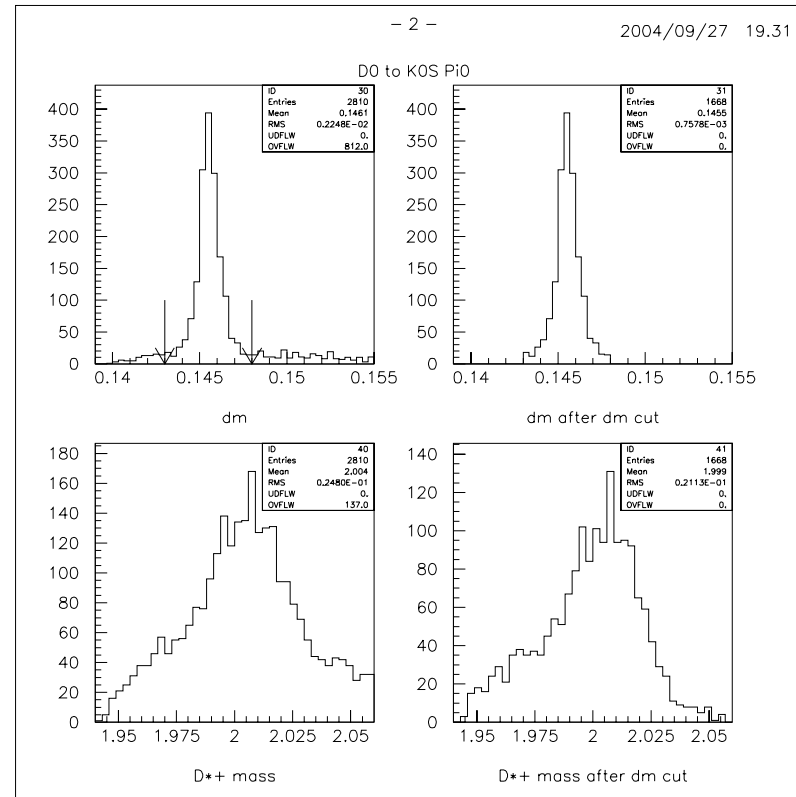 – 2 –
2004/09/27 19.31
D0 to K0S Pi0
ID 30
Entries 2810
Mean 0.1461
RMS 0.2248E-02
UDFLW 0.
OVFLW 812.0
400
350
300
250
200
150
100
50
0
0.14 0.145 0.15 0.155
dm
ID 31
Entries 1668
Mean 0.1455
RMS 0.7578E-03
UDFLW 0.
OVFLW 0.
400
350
300
250
200
150
100
50
0
0.14 0.145 0.15 0.155
dm after dm cut
ID 40
Entries 2810
Mean 2.004
RMS 0.2480E-01
UDFLW 0.
OVFLW 137.0
180
160
140
120
100
80
60
40
20
0
1.95 1.975 2 2.025 2.05
D*+ mass
ID 41
Entries 1668
Mean 1.999
RMS 0.2113E-01
UDFLW 0.
OVFLW 0.
140
120
100
80
60
40
20
0
1.95 1.975 2 2.025 2.05
D*+ mass after dm cut